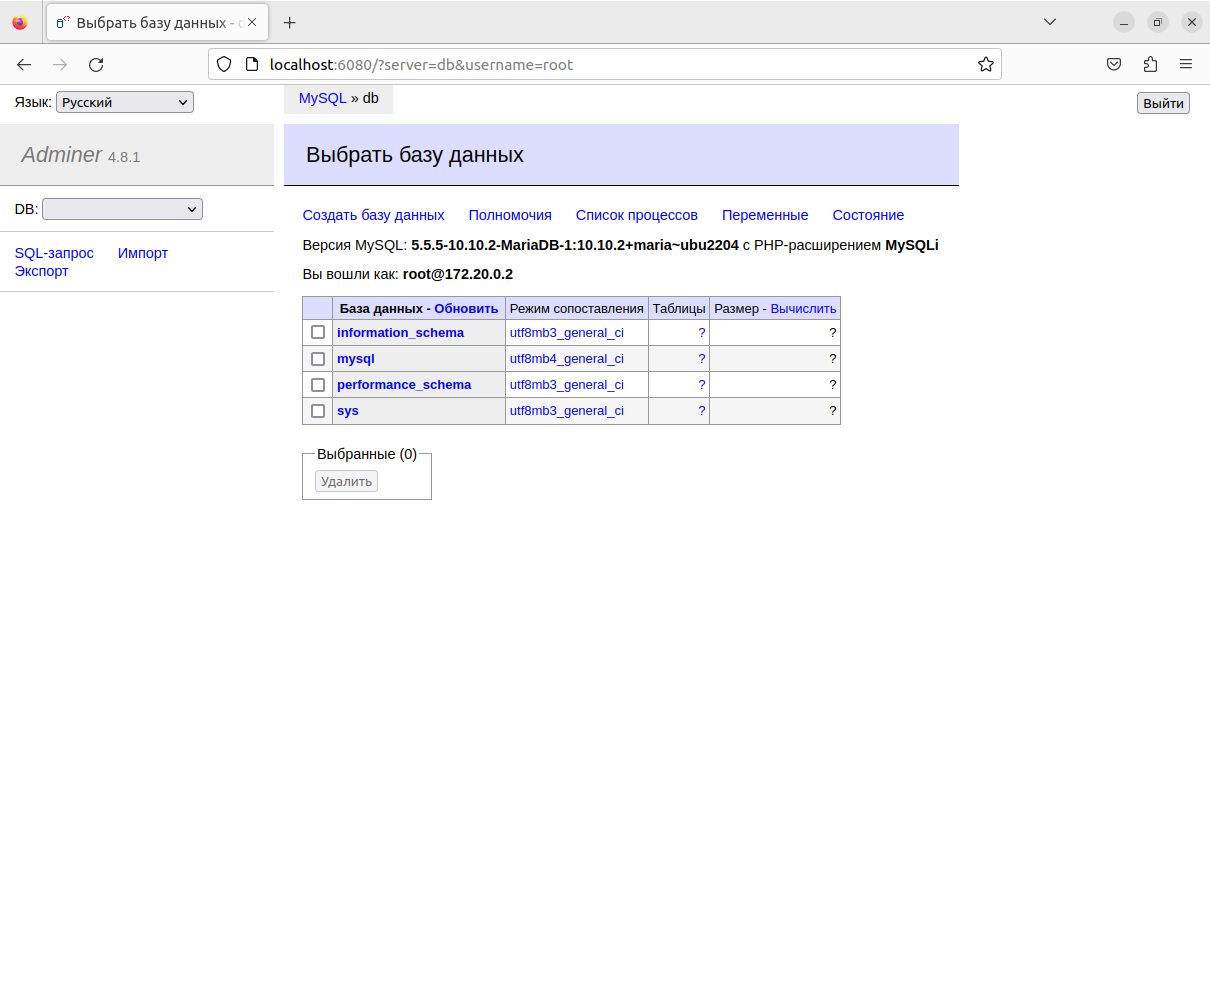 Выбрать базу данных - d
localhost:6080/?server=db&username=root
Язык: Русский
MySQL » db
Выйти
Adminer 4.8.1
Выбрать базу данных
DB:
SQL-запрос Импорт
Экспорт
Создать базу данных Полномочия Список процессов Переменные Состояние
Версия MySQL: 5.5.5-10.10.2-MariaDB-1:10.10.2+maria~ubu2204 с PHP-расширением MySQLi
Вы вошли как: root@172.20.0.2
База данных - Обновить Режим сопоставления Таблицы Размер - Вычислить
information_schema utf8mb3_general_ci ? ?
mysql utf8mb4_general_ci ? ?
performance_schema utf8mb3_general_ci ? ?
sys utf8mb3_general_ci ? ?
Выбранные (0)
Удалить